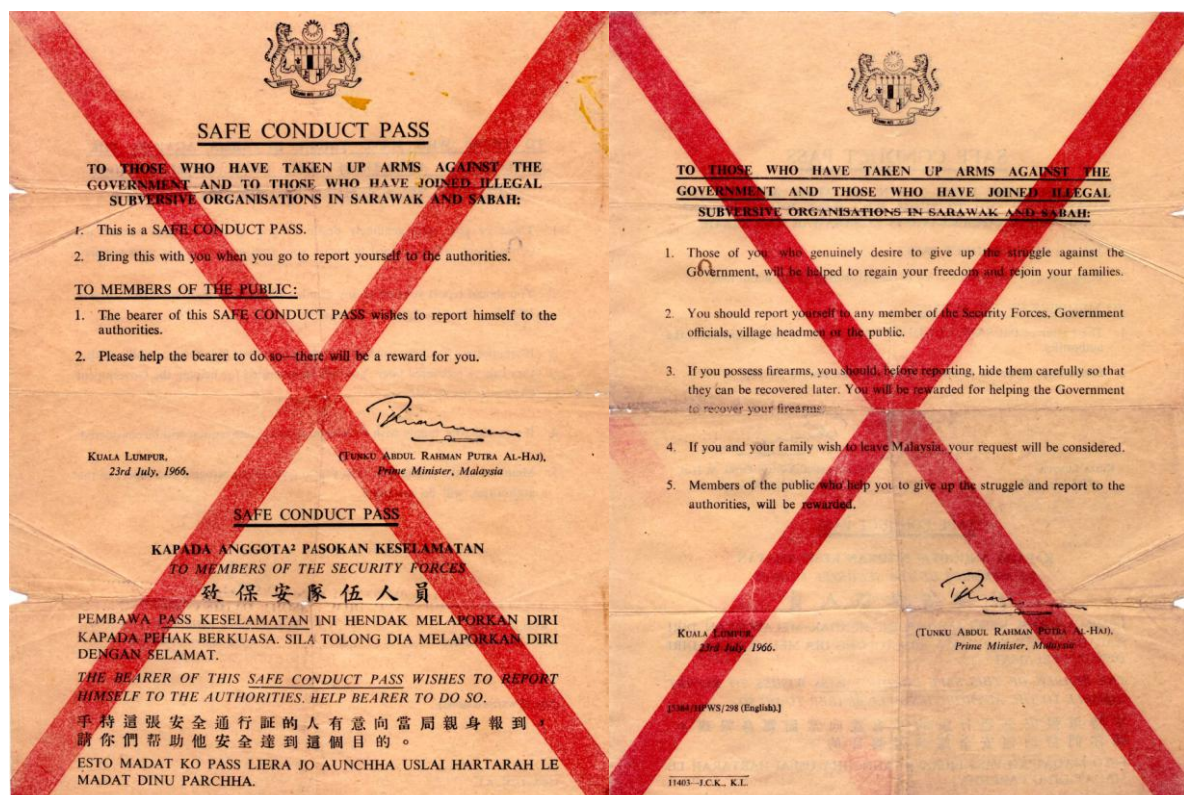 SAFE CONDUCT PASS
TO THOSE WHO HAVE TAKEN UP ARMS AGAINST THE
GOVERNMENT AND TO THOSE WHO HAVE JOINED ILLEGAL
SUBVERSIVE ORGANISATIONS IN SARAWAK AND SABAH:
1. This is a SAFE CONDUCT PASS.
2. Bring this with you when you go to report yourself to the authorities.
TO MEMBERS OF THE PUBLIC:
1. The bearer of this SAFE CONDUCT PASS wishes to report himself to the
authorities.
2. Please help the bearer to do so—there will be a reward for you.
KUALA LUMPUR,
23rd July, 1966.
(TUNKU ABDUL RAHMAN PUTRA AL-HAJ),
Prime Minister, Malaysia
SAFE CONDUCT PASS
KAPADA ANGGOTA² PASOKAN KESELAMATAN
TO MEMBERS OF THE SECURITY FORCES
致保安隊伍人員
PEMBAWA PASS KESELAMATAN INI HENDAK MELAPORKAN DIRI
KAPADA PEHAK BERKUASA. SILA TOLONG DIA MELAPORKAN DIRI
DENGAN SELAMAT.
THE BEARER OF THIS SAFE CONDUCT PASS WISHES TO REPORT
HIMSELF TO THE AUTHORITIES. HELP BEARER TO DO SO.
手持這張安全通行証的人有意向當局親身報到，
請你們帮助他安全達到這個目的。
ESTO MADAT KO PASS LIERA JO AUNCHHA USLAI HARTARAH LE
MADAT DINU PARCHHA.
TO THOSE WHO HAVE TAKEN UP ARMS AGAINST THE
GOVERNMENT AND THOSE WHO HAVE JOINED ILLEGAL
SUBVERSIVE ORGANISATIONS IN SARAWAK AND SABAH:
1. Those of you who genuinely desire to give up the struggle against the
Government, will be helped to regain your freedom and rejoin your families.
2. You should report yourself to any member of the Security Forces, Government
officials, village headmen or the public.
3. If you possess firearms, you should, before reporting, hide them carefully so that
they can be recovered later. You will be rewarded for helping the Government
to recover your firearms.
4. If you and your family wish to leave Malaysia, your request will be considered.
5. Members of the public who help you to give up the struggle and report to the
authorities, will be rewarded.
KUALA LUMPUR,
23rd July, 1966.
(TUNKU ABDUL RAHMAN PUTRA AL-HAJ),
Prime Minister, Malaysia
/HPWS/298 (English).]
11403—J.C.K., K.L.